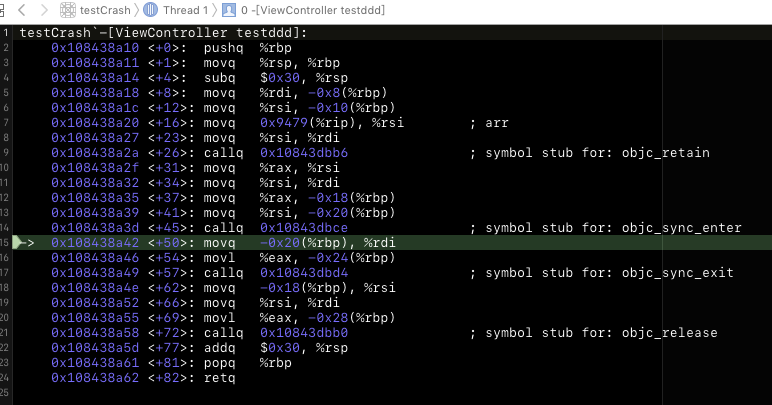 testCrash Thread 1 0 -[ViewController testddd]
1 testCrash`-[ViewController testddd]:
2 0x108438a10 <+0>: pushq %rbp
3 0x108438a11 <+1>: movq %rsp, %rbp
4 0x108438a14 <+4>: subq $0x30, %rsp
5 0x108438a18 <+8>: movq %rdi, -0x8(%rbp)
6 0x108438a1c <+12>: movq %rsi, -0x10(%rbp)
7 0x108438a20 <+16>: movq 0x9479(%rip), %rsi ; arr
8 0x108438a27 <+23>: movq %rsi, %rdi
9 0x108438a2a <+26>: callq 0x10843dbb6 ; symbol stub for: objc_retain
10 0x108438a2f <+31>: movq %rax, %rsi
11 0x108438a32 <+34>: movq %rsi, %rdi
12 0x108438a35 <+37>: movq %rax, -0x18(%rbp)
13 0x108438a39 <+41>: movq %rsi, -0x20(%rbp)
14 0x108438a3d <+45>: callq 0x10843dbce ; symbol stub for: objc_sync_enter
15 -> 0x108438a42 <+50>: movq -0x20(%rbp), %rdi
16 0x108438a46 <+54>: movl %eax, -0x24(%rbp)
17 0x108438a49 <+57>: callq 0x10843dbd4 ; symbol stub for: objc_sync_exit
18 0x108438a4e <+62>: movq -0x18(%rbp), %rsi
19 0x108438a52 <+66>: movq %rsi, %rdi
20 0x108438a55 <+69>: movl %eax, -0x28(%rbp)
21 0x108438a58 <+72>: callq 0x10843dbb0 ; symbol stub for: objc_release
22 0x108438a5d <+77>: addq $0x30, %rsp
23 0x108438a61 <+81>: popq %rbp
24 0x108438a62 <+82>: retq
25